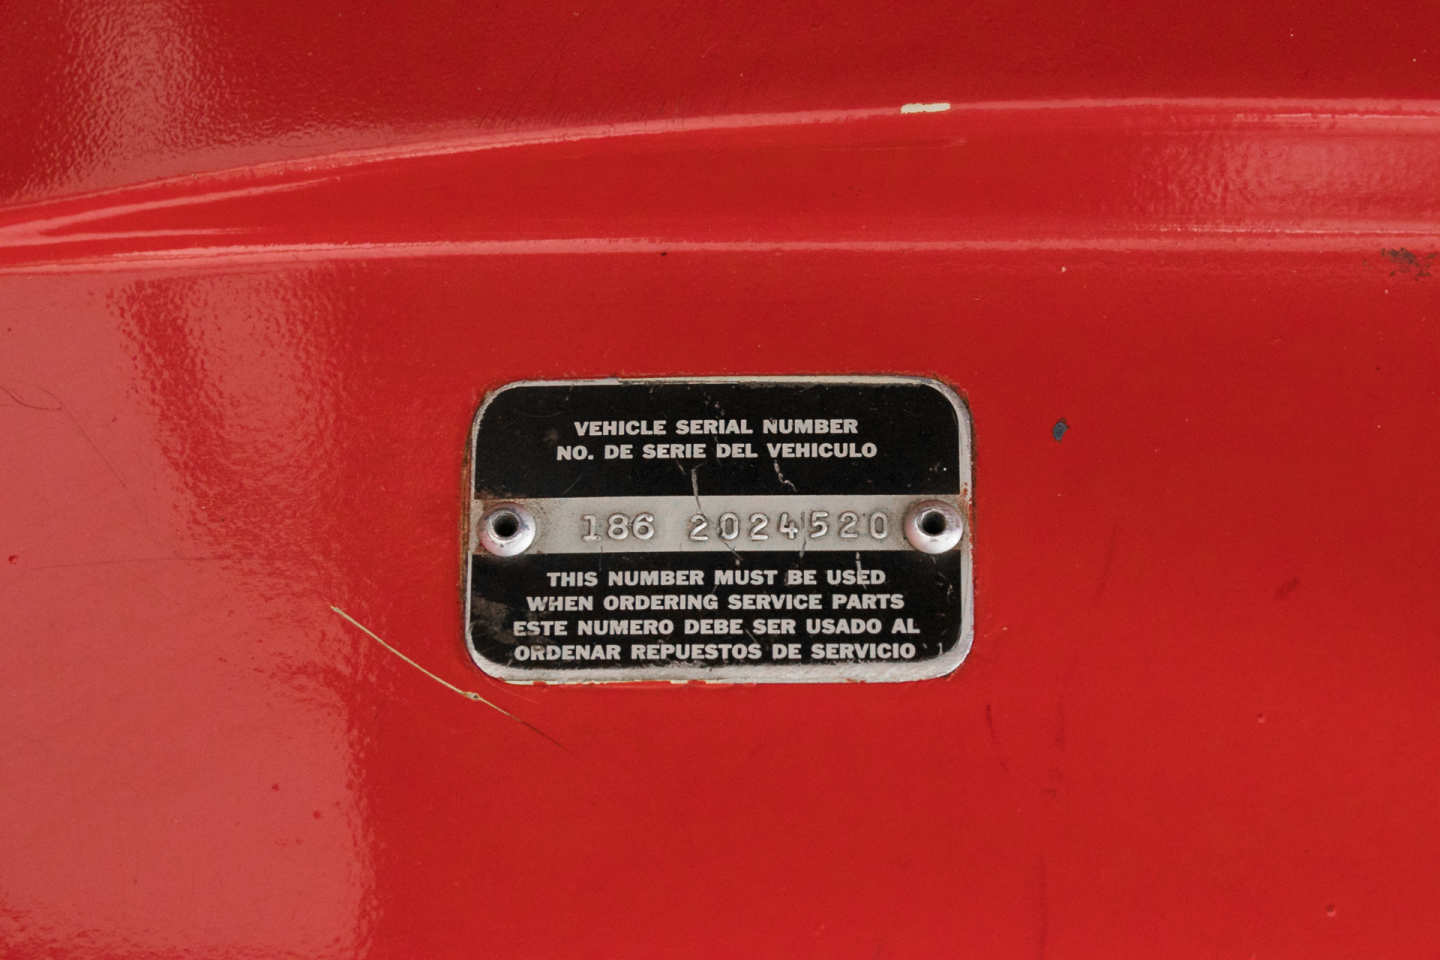 VEHICLE SERIAL NUMBER
NO. DE SERIE DEL VEHICULO
186 2024520
THIS NUMBER MUST BE USED
WHEN ORDERING SERVICE PARTS
ESTE NUMERO DEBE SER USADO AL
ORDENAR REPUESTOS DE SERVICIO